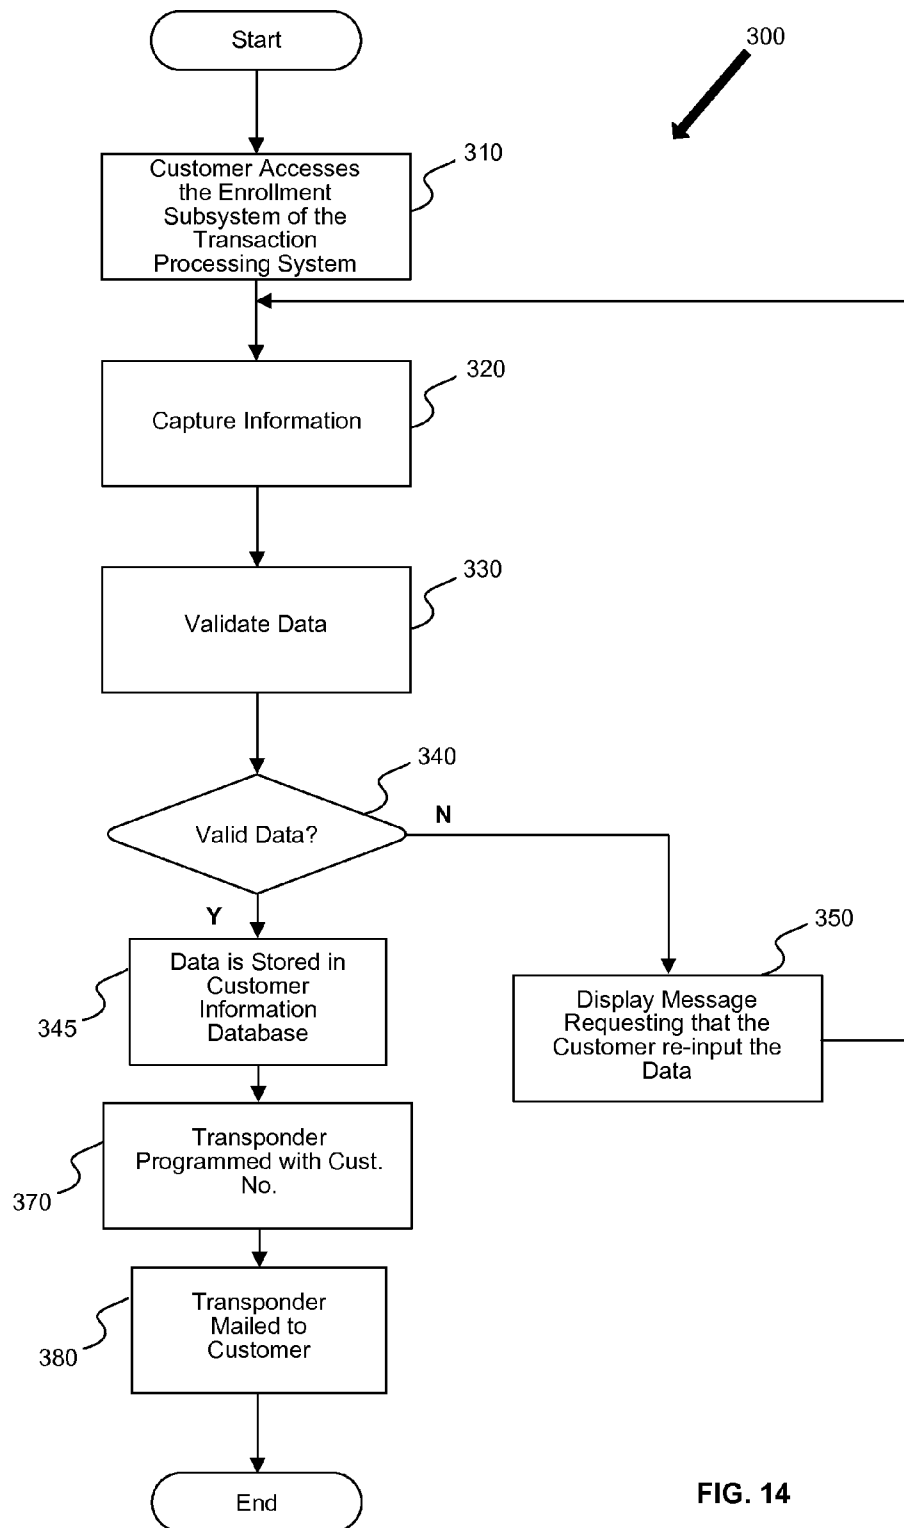 Start
300
310
Customer Accesses
the Enrollment
Subsystem of the
Transaction
Processing System
320
Capture Information
330
Validate Data
340
Valid Data?
N
Y
350
Data is Stored in
Customer
Information
Database
345
Display Message
Requesting that the
Customer re-input the
Data
Transponder
Programmed with Cust.
No.
370
Transponder
Mailed to
Customer
380
End
FIG. 14